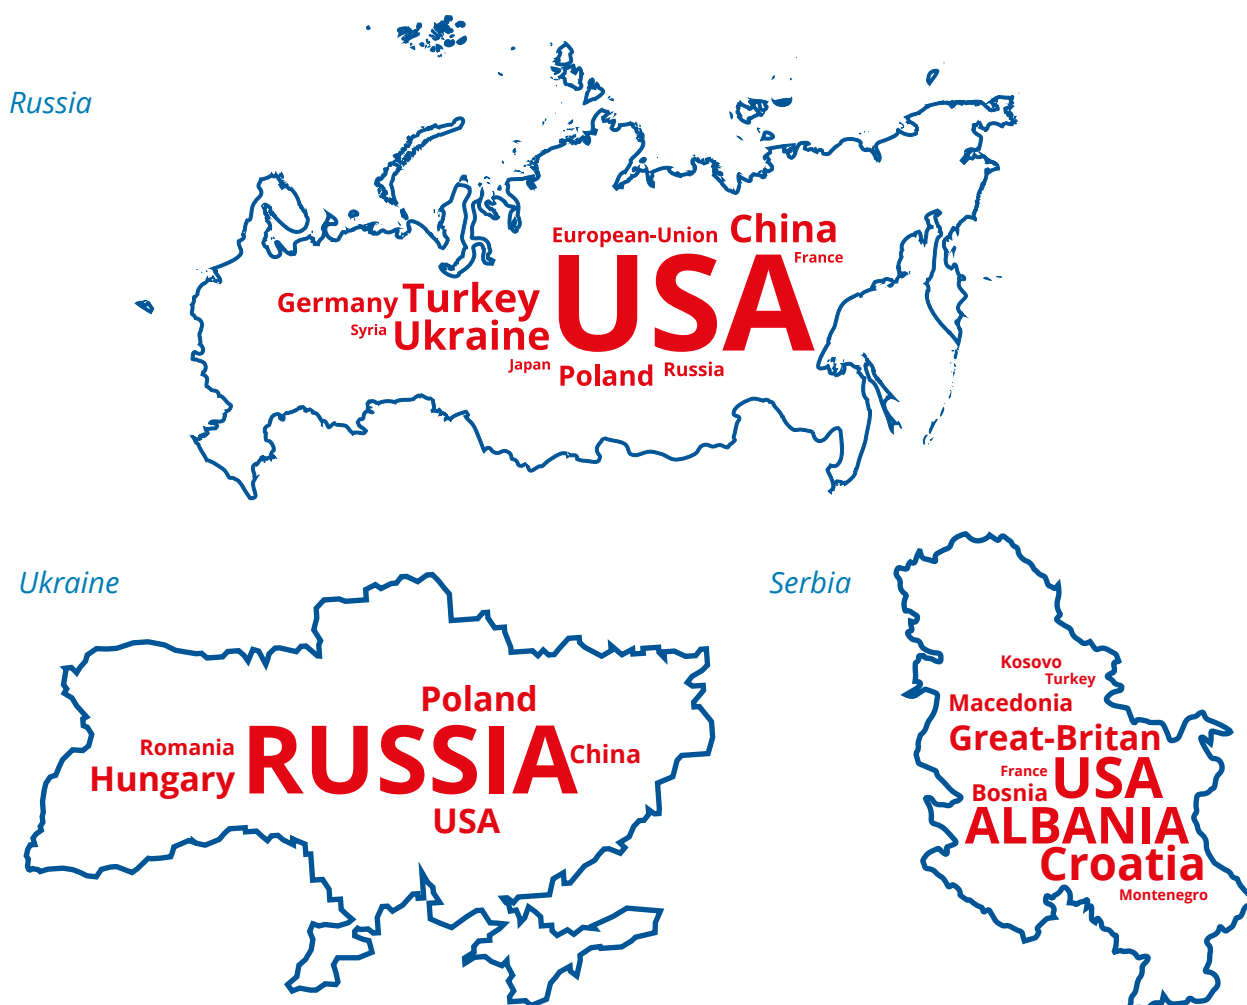 Russia
European-Union China
France
USA
Germany Turkey
Syria Ukraine
Japan Poland Russia
Ukraine
Poland
Romania RUSSIA China
Hungary
USA
Serbia
Kosovo
Turkey
Macedonia
Great-Britan
France USA
Bosnia
ALBANIA
Croatia
Montenegro